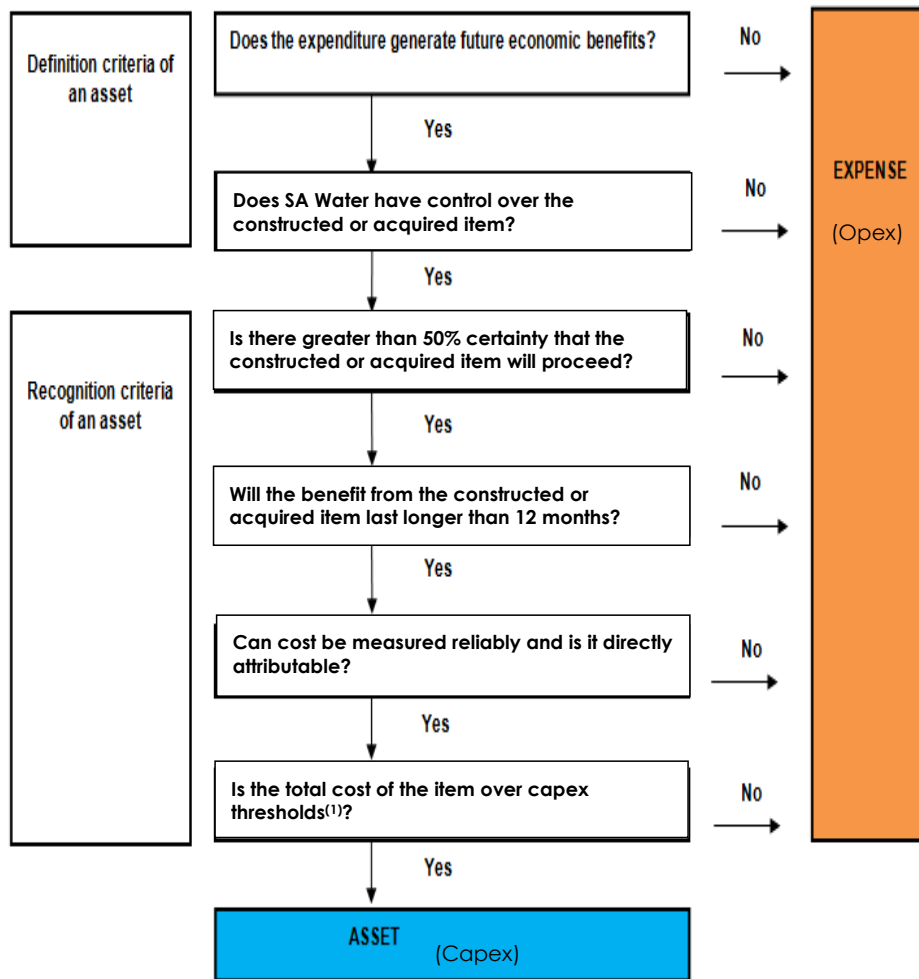 Definition criteria of
an asset
Does the expenditure generate future economic benefits?
No
Yes
Does SA Water have control over the
constructed or acquired item?
No
EXPENSE
(Opex)
Yes
Recognition criteria
of an asset
Is there greater than 50% certainty that the
constructed or acquired item will proceed?
No
Yes
Will the benefit from the constructed or
acquired item last longer than 12 months?
No
Yes
Can cost be measured reliably and is it directly
attributable?
No
Yes
Is the total cost of the item over capex
thresholds(1)?
No
Yes
ASSET (Capex)